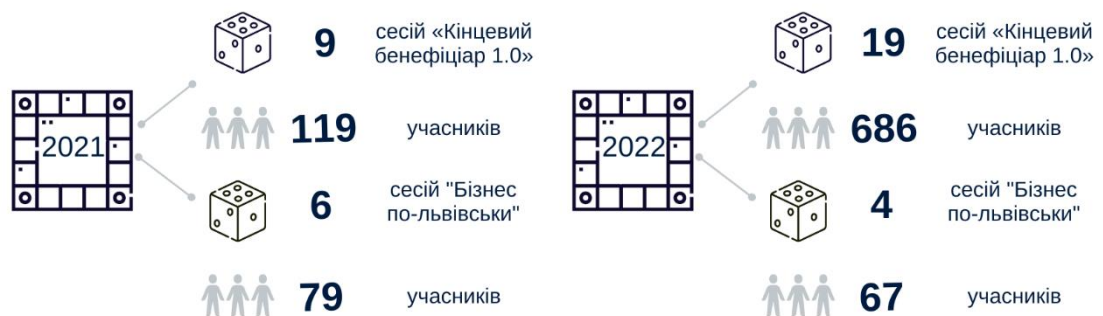 2021
9
сесій «Кінцевий
бенефіціар 1.0»
119
учасників
6
сесій "Бізнес
по-львівськи"
79
учасників
2022
19
сесій «Кінцевий
бенефіціар 1.0»
686
учасників
4
сесій "Бізнес
по-львівськи"
67
учасників